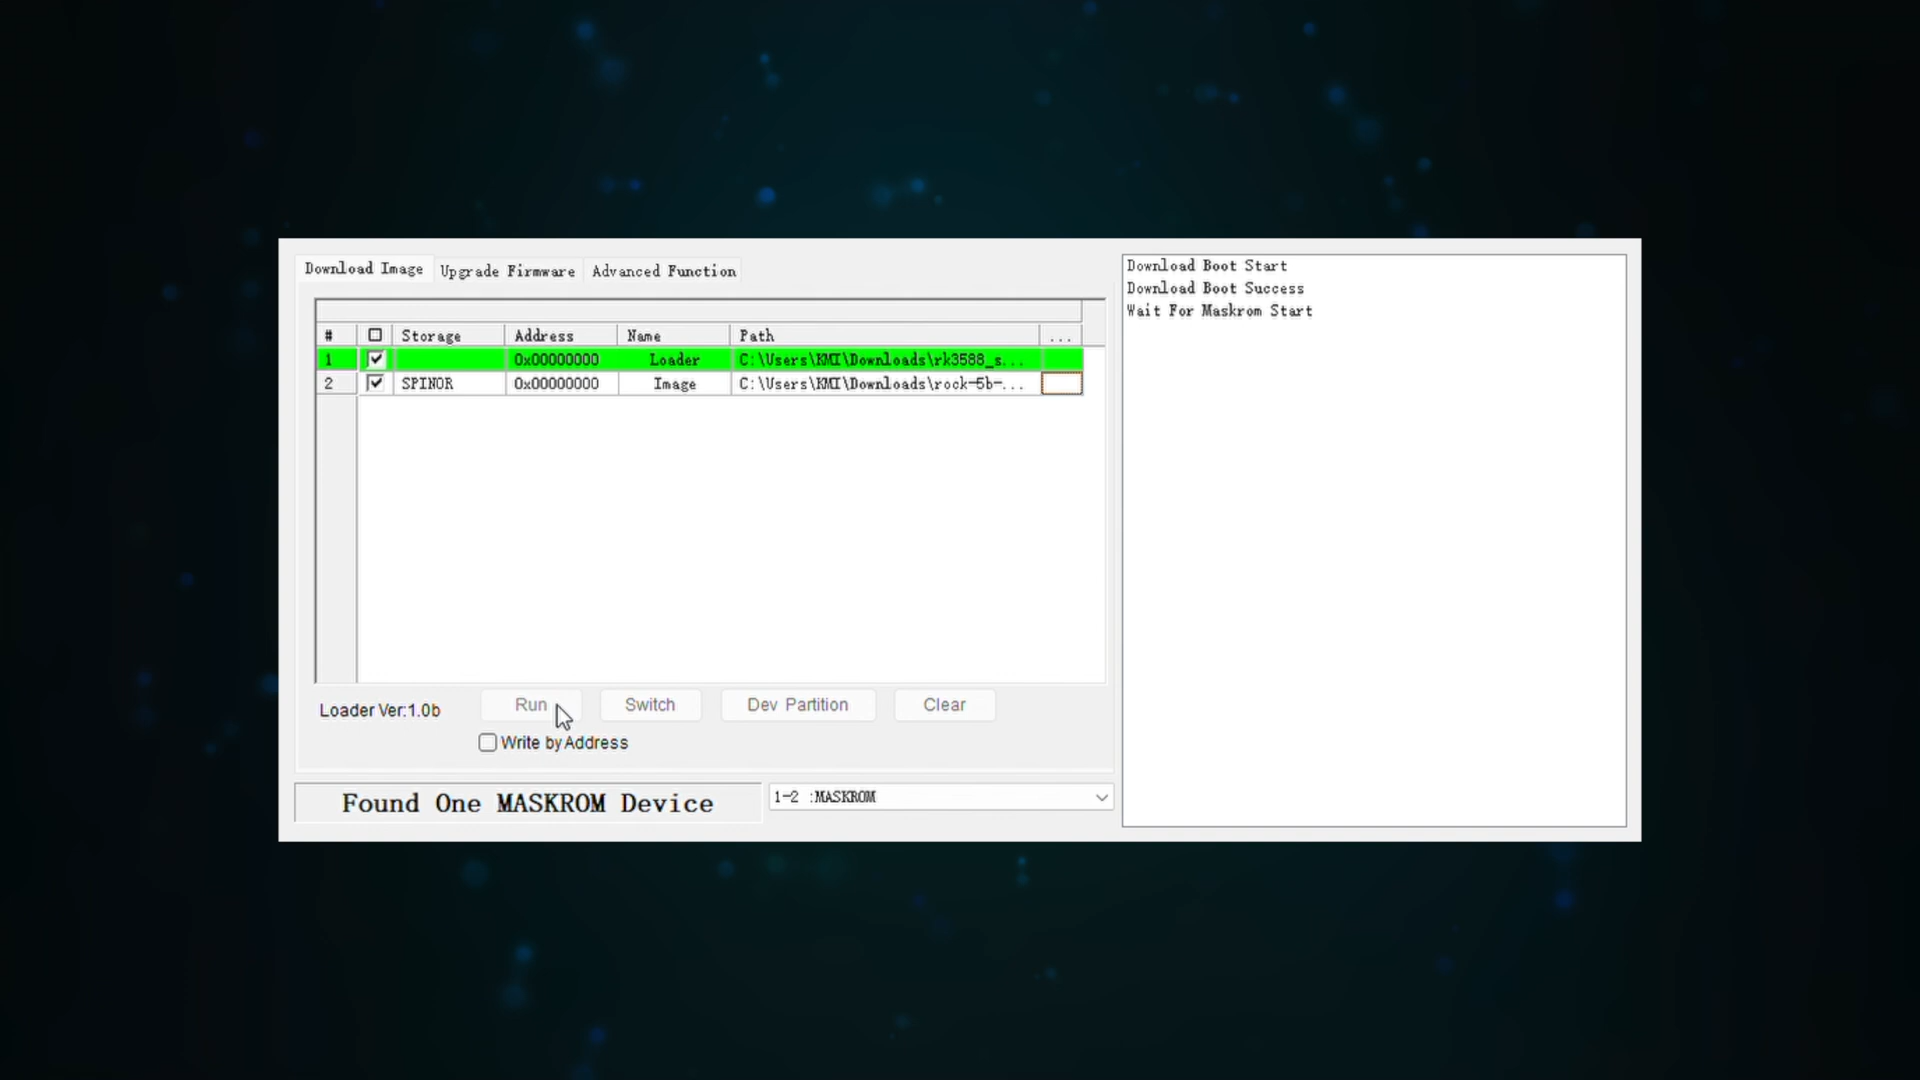 Download Image Upgrade Firmware Advanced Function
# Storage Address Name Path ...
1 0x00000000 Loader C:\Users\KMI\Downloads\rk3588_s...
2 SPINOR 0x00000000 Image C:\Users\KMI\Downloads\rock-5b-...
Loader Ver:1.0b Run Switch Dev Partition Clear
Write by Address
Found One MASKROM Device
1-2 :MASKROM
Download Boot Start
Download Boot Success
Wait For Maskrom Start